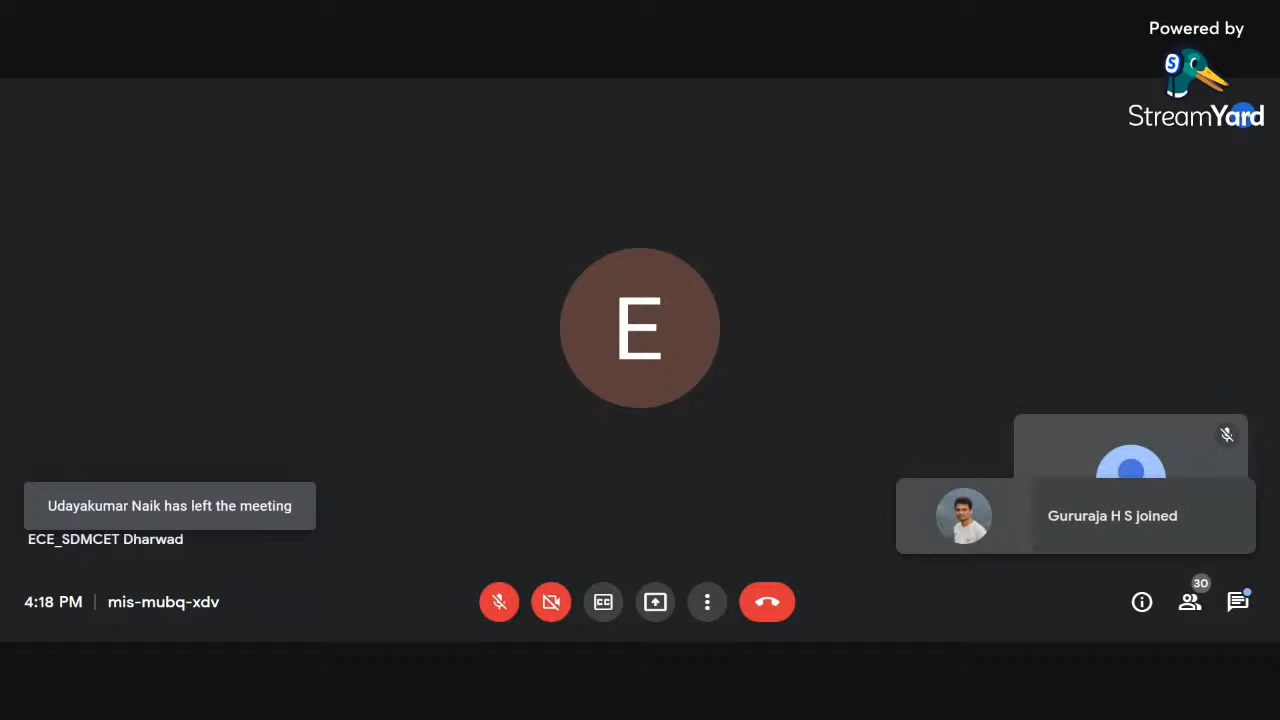 Powered by
S
StreamYard
E
Udayakumar Naik has left the meeting
Gururaja H S joined
ECE_SDMCET Dharwad
4:18 PM | mis-mubq-xdv
CC
30